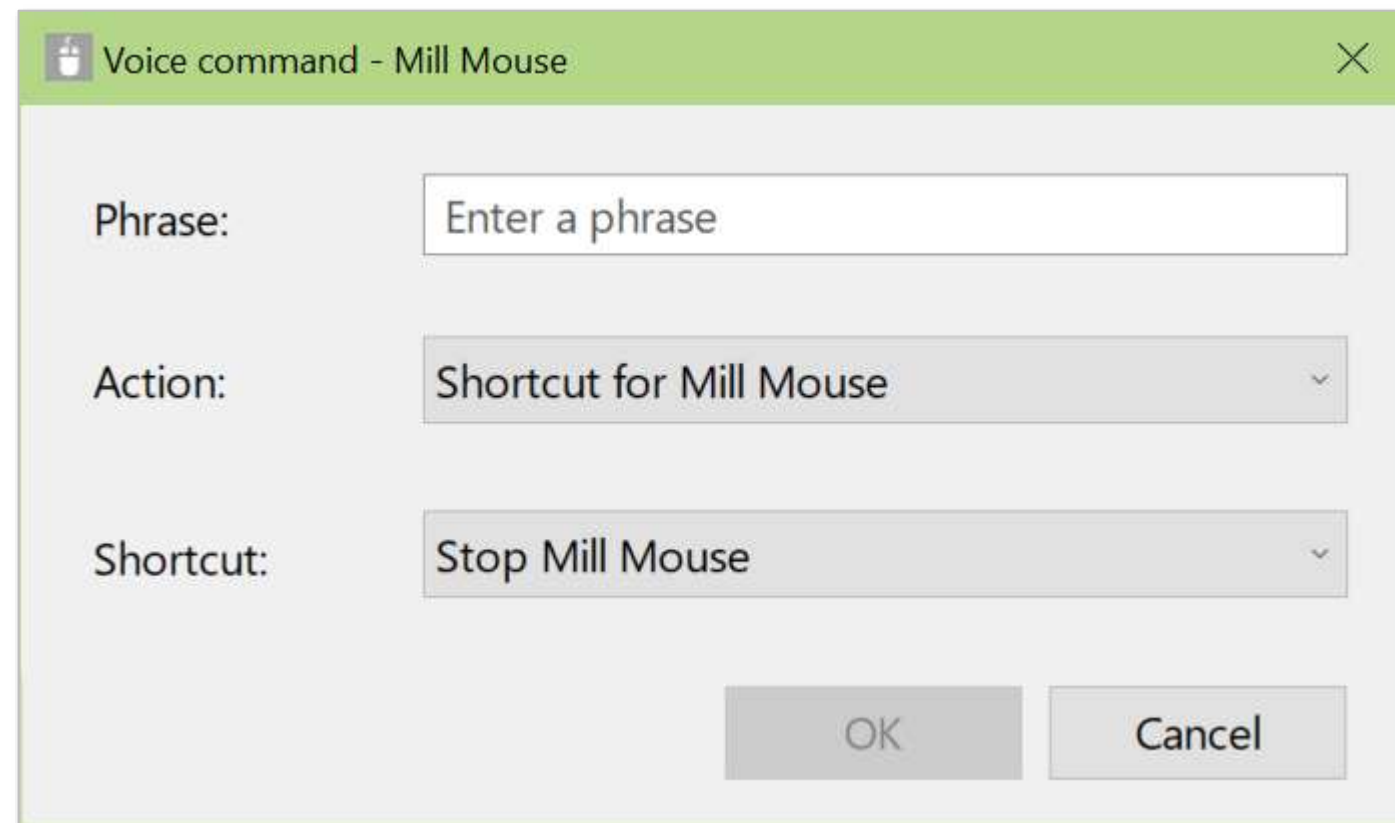 Voice command - Mill Mouse
Phrase: Enter a phrase
Action: Shortcut for Mill Mouse
Shortcut: Stop Mill Mouse
OK Cancel